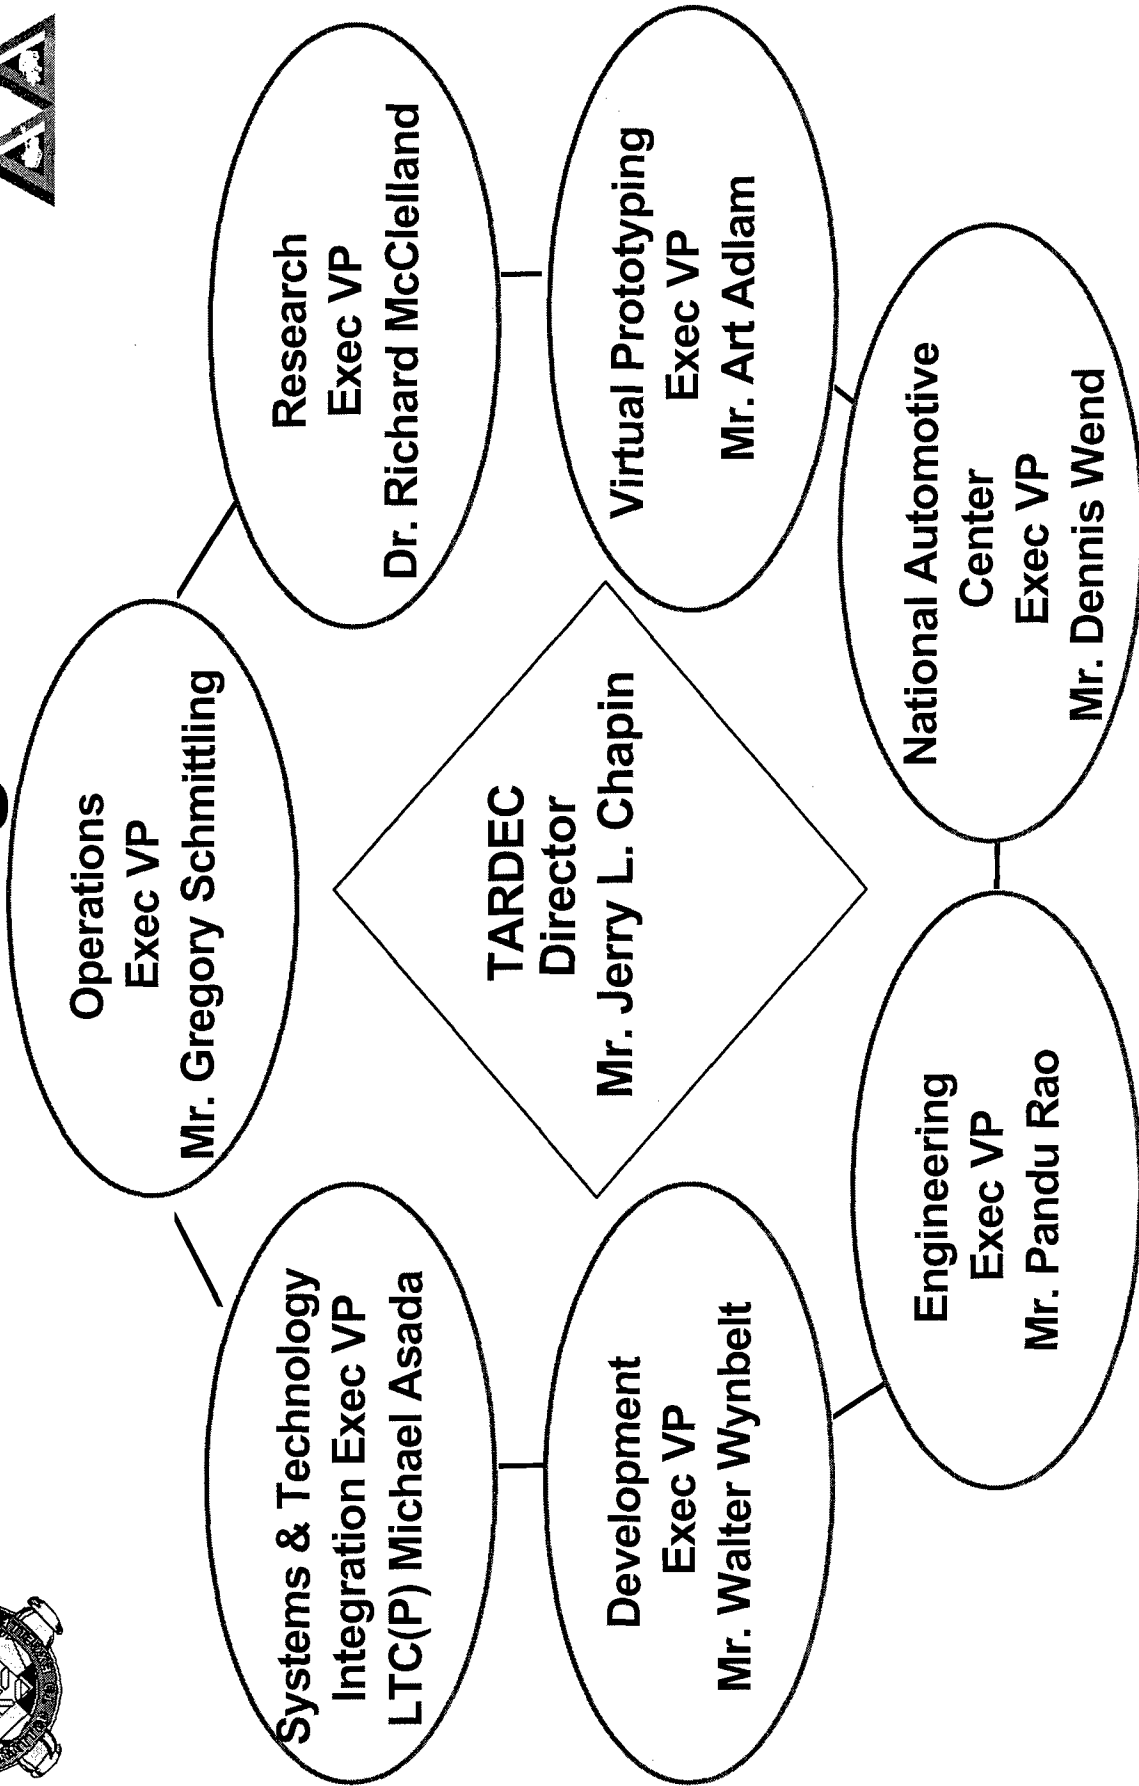 Operations
Exec VP
Mr. Gregory Schmittling
Systems & Technology
Integration Exec VP
LTC(P) Michael Asada
Research
Exec VP
Dr. Richard McClelland
TARDEC
Director
Mr. Jerry L. Chapin
Development
Exec VP
Mr. Walter Wynbelt
Virtual Prototyping
Exec VP
Mr. Art Adlam
Engineering
Exec VP
Mr. Pandu Rao
National Automotive
Center
Exec VP
Mr. Dennis Wend